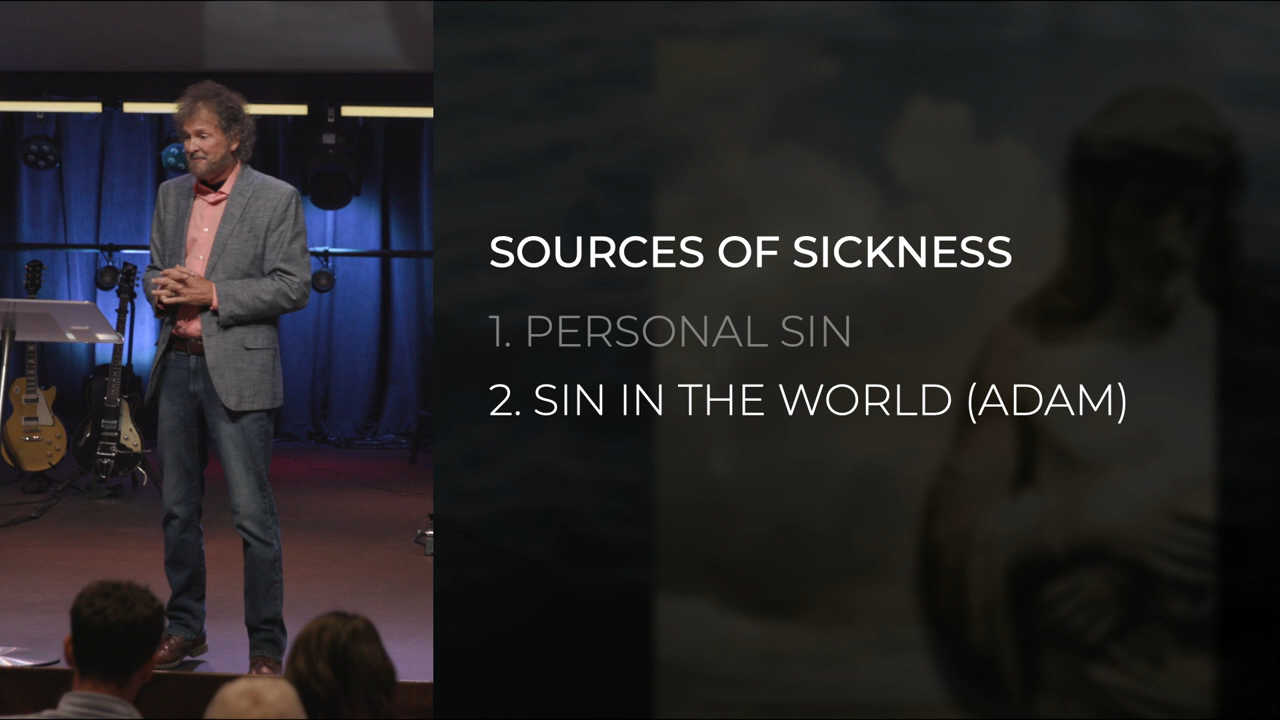 SOURCES OF SICKNESS
1. PERSONAL SIN
2. SIN IN THE WORLD (ADAM)